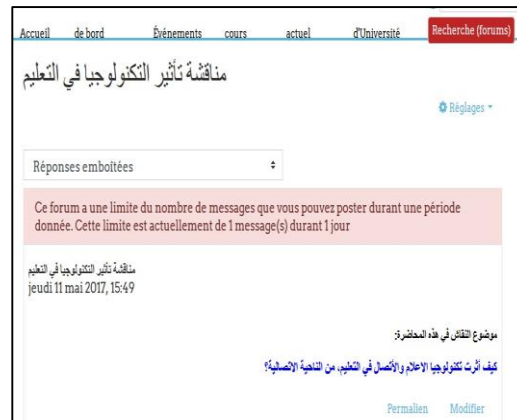 Accueil de bord Événements cours actuel d'Université Recherche (forums)
مناقشة تأثير التكنولوجيا في التعليم
Réglages
Réponses emboîtées
Ce forum a une limite du nombre de messages que vous pouvez poster durant une période
donnée. Cette limite est actuellement de 1 message(s) durant 1 jour
مناقشة تأثير التكنولوجيا في التعليم
jeudi 11 mai 2017, 15:49
موضوع النقاش في هذه المحاضرة:
كيف أثرت تكنولوجيا الاعلام والأتصال في التعليم، من الناحية الاتصالية؟
Permalien Modifier